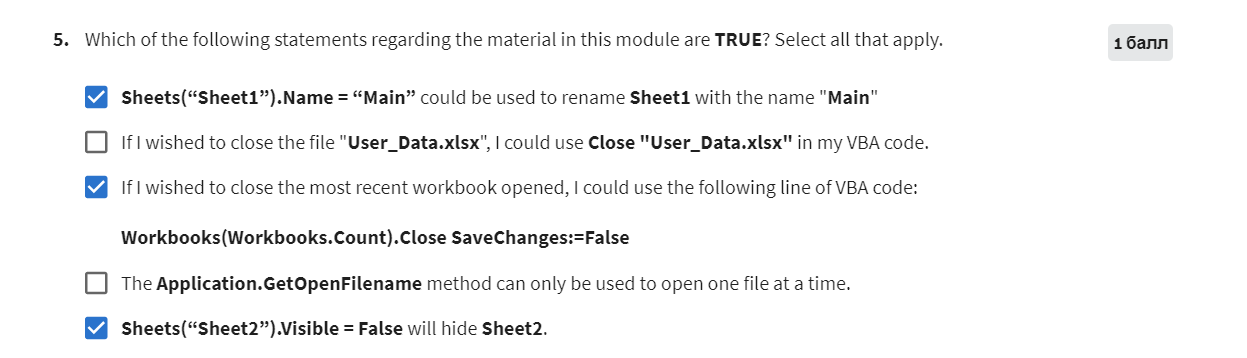 5. Which of the following statements regarding the material in this module are TRUE? Select all that apply.
1 балл
Sheets(“Sheet1”).Name = “Main” could be used to rename Sheet1 with the name "Main"
If I wished to close the file "User_Data.xlsx", I could use Close "User_Data.xlsx" in my VBA code.
If I wished to close the most recent workbook opened, I could use the following line of VBA code:
Workbooks(Workbooks.Count).Close SaveChanges:=False
The Application.GetOpenFilename method can only be used to open one file at a time.
Sheets(“Sheet2”).Visible = False will hide Sheet2.